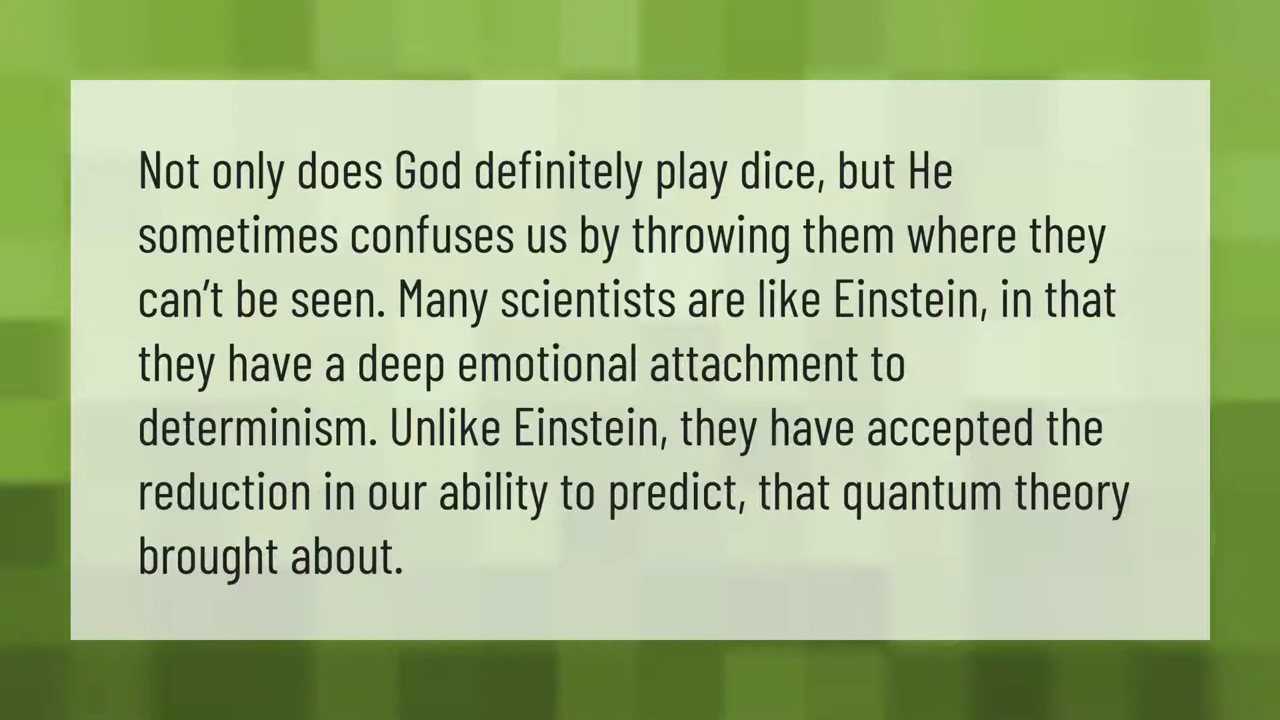 Not only does God definitely play dice, but He
sometimes confuses us by throwing them where they
can't be seen. Many scientists are like Einstein, in that
they have a deep emotional attachment to
determinism. Unlike Einstein, they have accepted the
reduction in our ability to predict, that quantum theory
brought about.